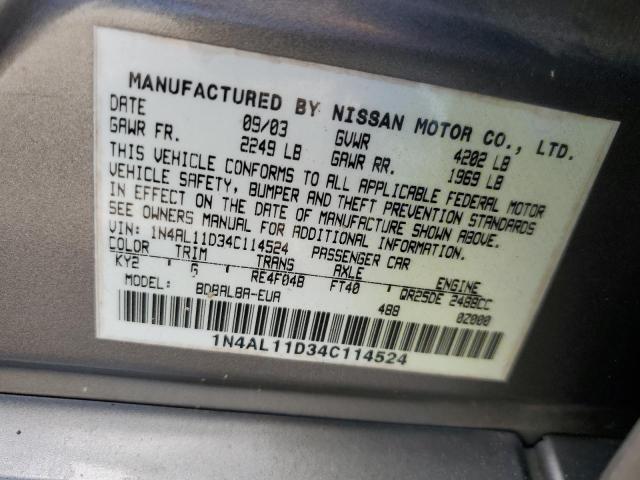 MANUFACTURED BY NISSAN MOTOR CO., LTD.
DATE 09/03 GVWR 4202 LB
GAWR FR. 2249 LB GAWR RR. 1969 LB
THIS VEHICLE CONFORMS TO ALL APPLICABLE FEDERAL MOTOR
VEHICLE SAFETY, BUMPER AND THEFT PREVENTION STANDARDS
IN EFFECT ON THE DATE OF MANUFACTURE SHOWN ABOVE.
SEE OWNERS MANUAL FOR ADDITIONAL INFORMATION.
VIN: 1N4AL11D34C114524 PASSENGER CAR
COLOR TRIM TRANS AXLE ENGINE
KY2 G RE4F04B FT40 QR25DE 2488CC
MODEL: BDBALBA-EUA 488 02000
1N4AL11D34C114524